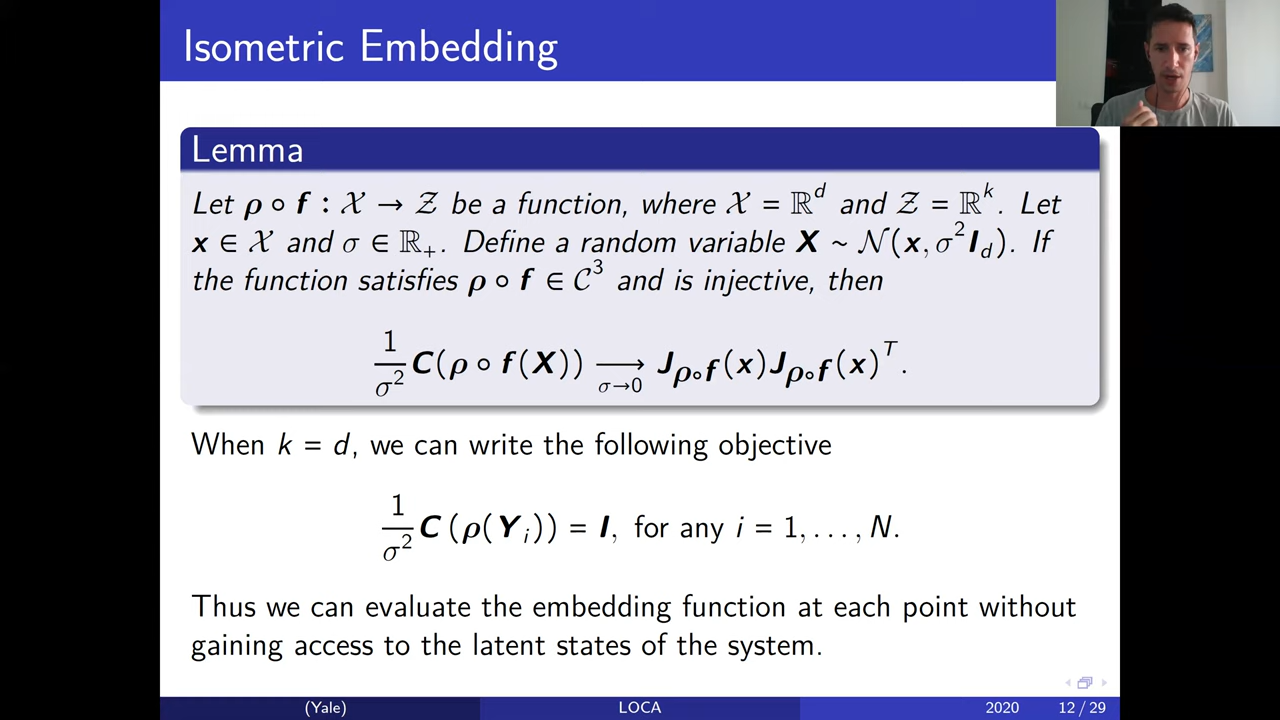 Isometric Embedding
Lemma
Let ρ ∘ f : 𝒳 → 𝒵 be a function, where 𝒳 = ℝ^d and 𝒵 = ℝ^k. Let
x ∈ 𝒳 and σ ∈ ℝ₊. Define a random variable X ~ 𝒩(x, σ²I_d). If
the function satisfies ρ ∘ f ∈ 𝒞³ and is injective, then
1/σ² C(ρ ∘ f(X)) ⟶_{σ→0} J_{ρ∘f}(x)J_{ρ∘f}(x)^T.
When k = d, we can write the following objective
1/σ² C(ρ(Y_i)) = I, for any i = 1, . . . , N.
Thus we can evaluate the embedding function at each point without
gaining access to the latent states of the system.
(Yale) LOCA 2020 12 / 29